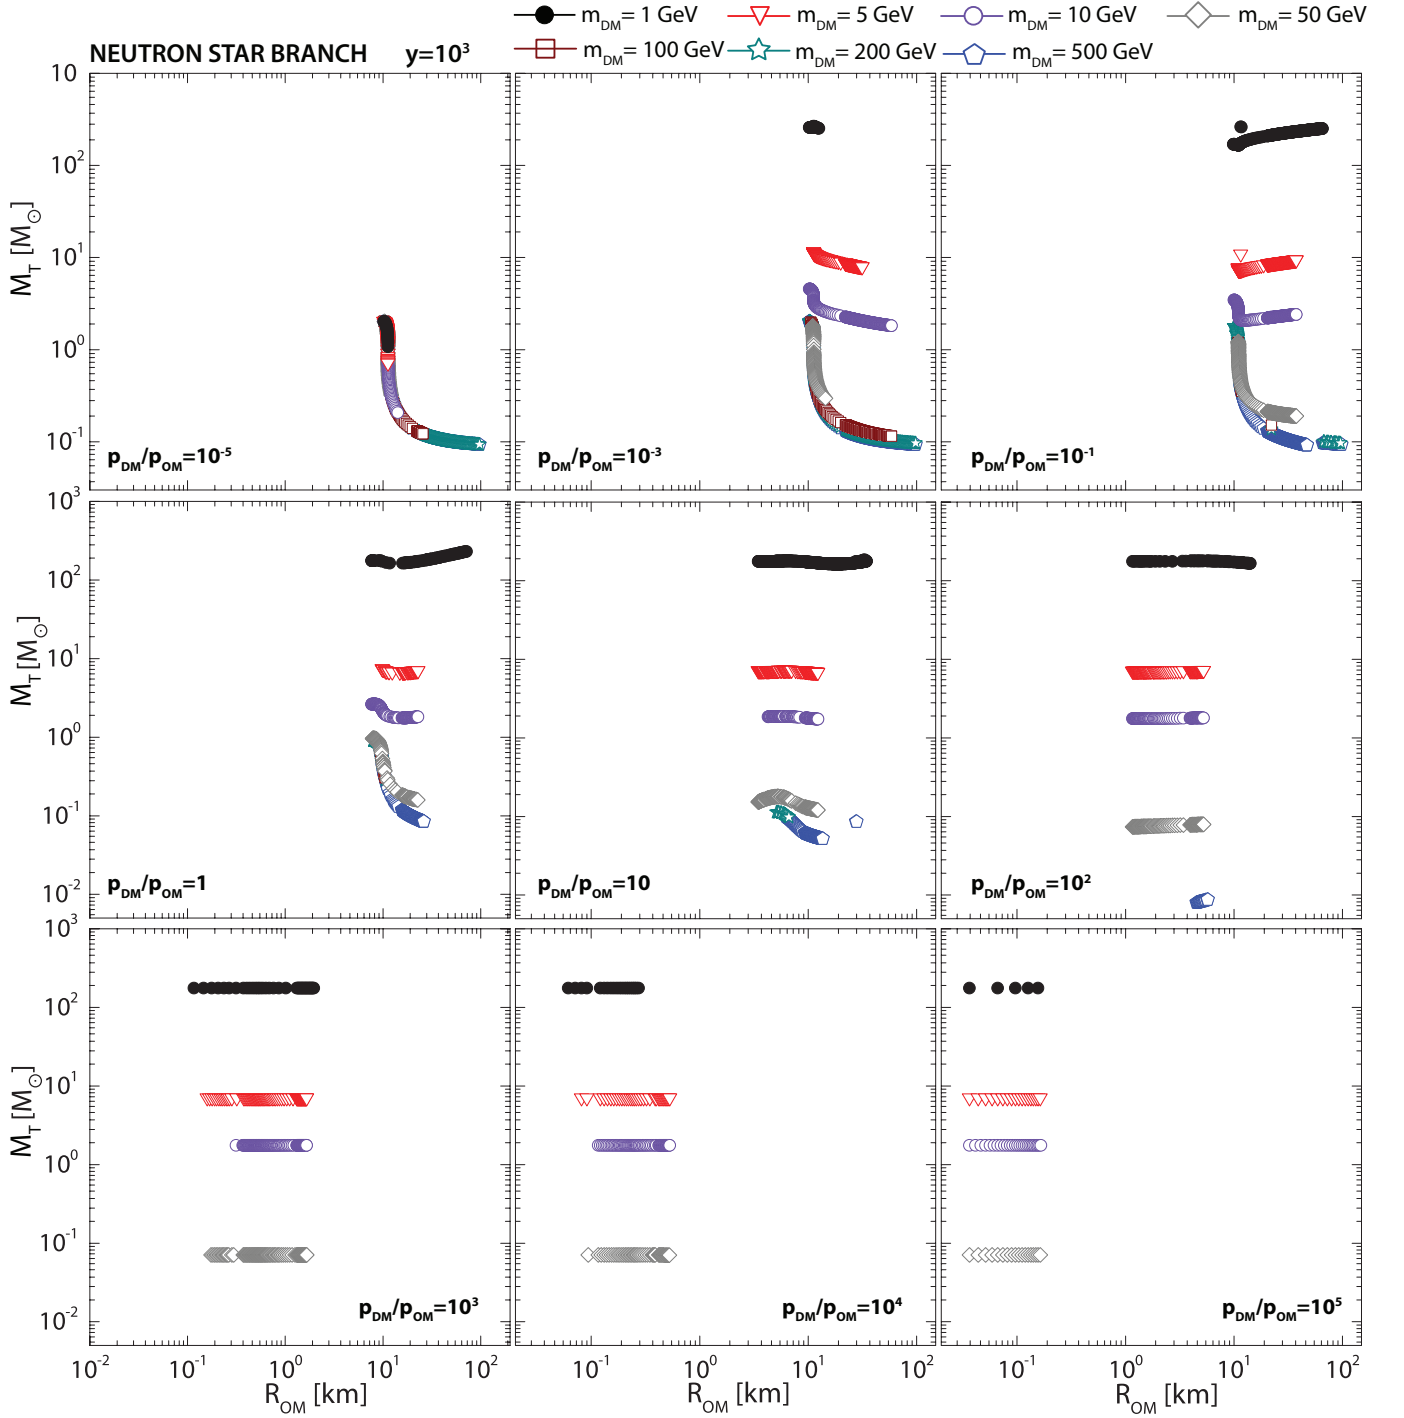 m_DM= 1 GeV m_DM= 5 GeV m_DM= 10 GeV m_DM= 50 GeV
NEUTRON STAR BRANCH y=10³ m_DM= 100 GeV m_DM= 200 GeV m_DM= 500 GeV
10
10²
10¹
10⁰
10⁻¹
M_T [M_⊙]
p_DM/p_OM=10⁻⁵ p_DM/p_OM=10⁻³ p_DM/p_OM=10⁻¹
10³
10²
10¹
10⁰
10⁻¹
10⁻²
M_T [M_⊙]
p_DM/p_OM=1 p_DM/p_OM=10 p_DM/p_OM=10²
10³
10²
10¹
10⁰
10⁻¹
10⁻²
M_T [M_⊙]
p_DM/p_OM=10³ p_DM/p_OM=10⁴ p_DM/p_OM=10⁵
10⁻² 10⁻¹ 10⁰ 10¹ 10² 10⁻¹ 10⁰ 10¹ 10² 10⁻¹ 10⁰ 10¹ 10²
R_OM [km] R_OM [km] R_OM [km]